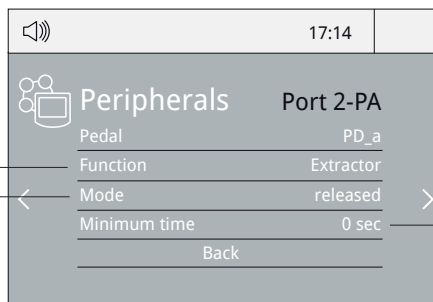 17:14
Peripherals Port 2-PA
Pedal PD_a
Function Extractor
Mode released
Minimum time 0 sec
Back